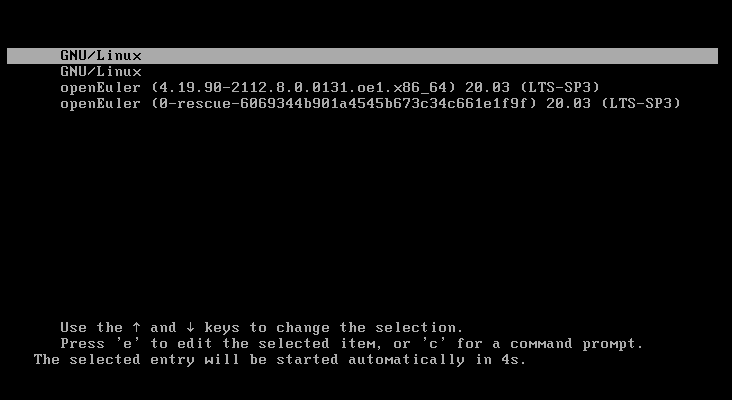 GNU/Linux
GNU/Linux
openEuler (4.19.90-2112.8.0.0131.oe1.x86_64) 20.03 (LTS-SP3)
openEuler (0-rescue-6069344b901a4545b673c34c661e1f9f) 20.03 (LTS-SP3)
Use the ↑ and ↓ keys to change the selection.
Press 'e' to edit the selected item, or 'c' for a command prompt.
The selected entry will be started automatically in 4s.